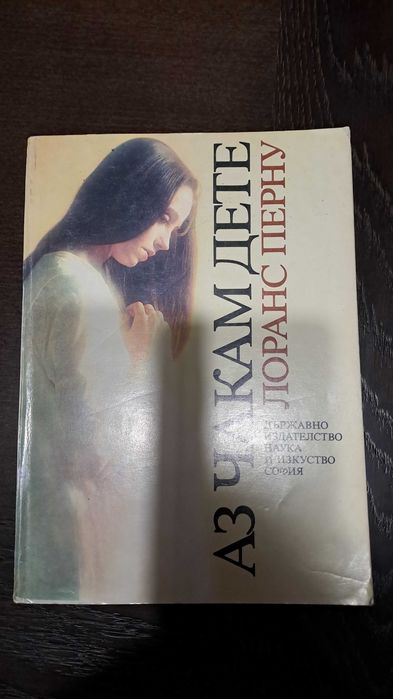 АЗ ЧАКАМ ДЕТЕ
ЛОРАНС ПЕРНУ
ДЪРЖАВНО
ИЗДАТЕЛСТВО
НАУКА
И ИЗКУСТВО
СОФИЯ